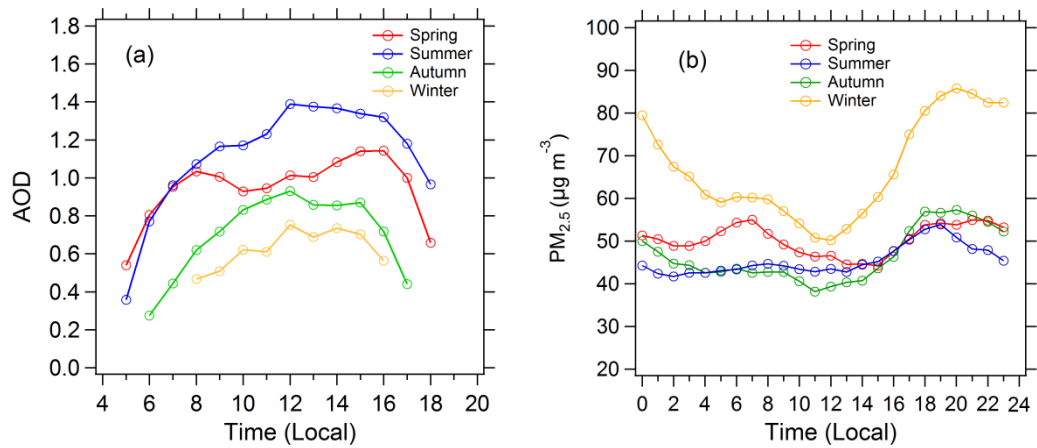 (a)
Spring
Summer
Autumn
Winter
AOD
1.8
1.6
1.4
1.2
1.0
0.8
0.6
0.4
0.2
0.0
4 6 8 10 12 14 16 18 20
Time (Local)
(b)
Spring
Summer
Autumn
Winter
PM2.5 (µg m−3)
100
90
80
70
60
50
40
30
20
0 2 4 6 8 10 12 14 16 18 20 22 24
Time (Local)